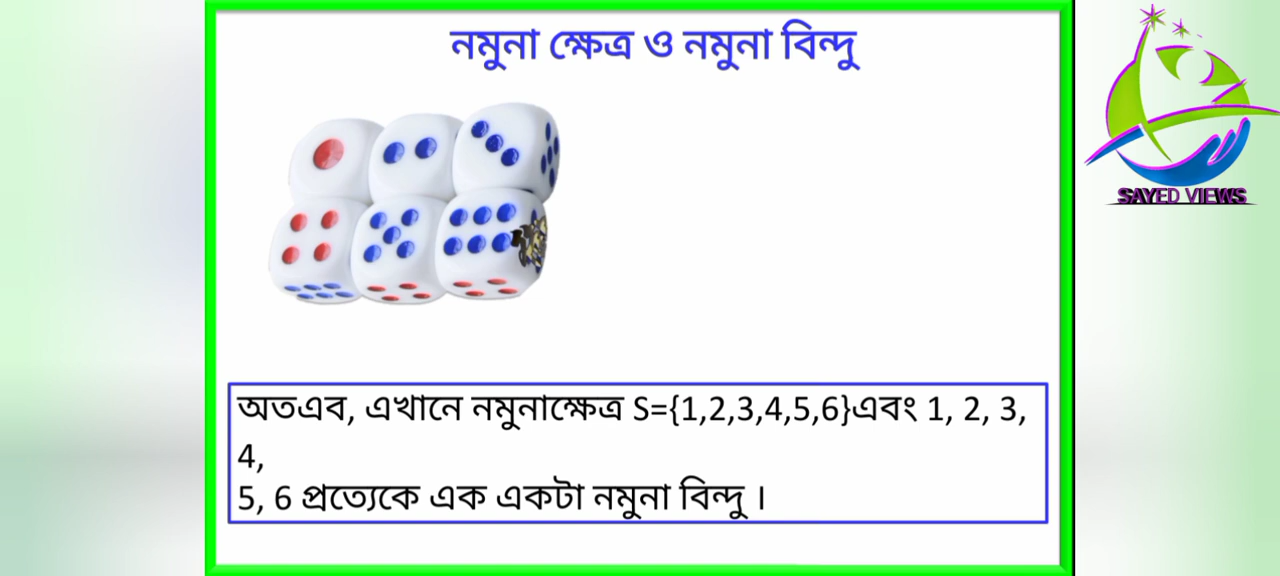 নমুনা ক্ষেত্র ও নমুনা বিন্দু
SAYED VIEWS
অতএব, এখানে নমুনাক্ষেত্র S={1,2,3,4,5,6}এবং 1, 2, 3,
4,
5, 6 প্রত্যেকে এক একটা নমুনা বিন্দু ।